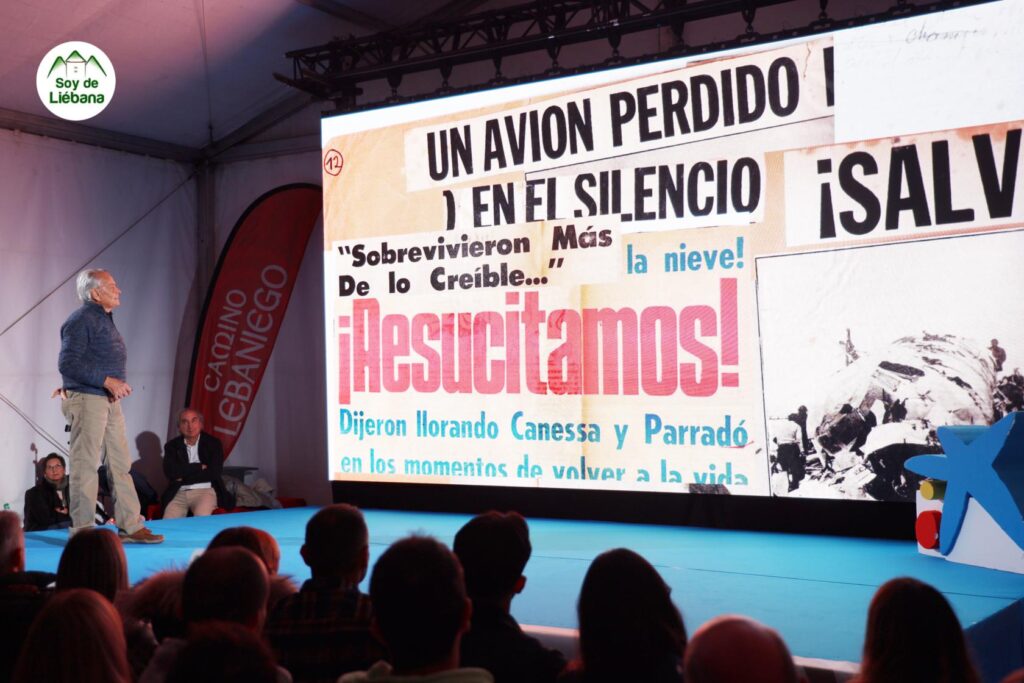 Soy de
Liébana
CAMINO
LEBANIEGO
12
UN AVION PERDIDO
) EN EL SILENCIO
¡SALV
"Sobrevivieron Más
De lo Creíble..."
la nieve!
¡Resucitamos!
Dijeron llorando Canessa y Parradó
en los momentos de volver a la vida